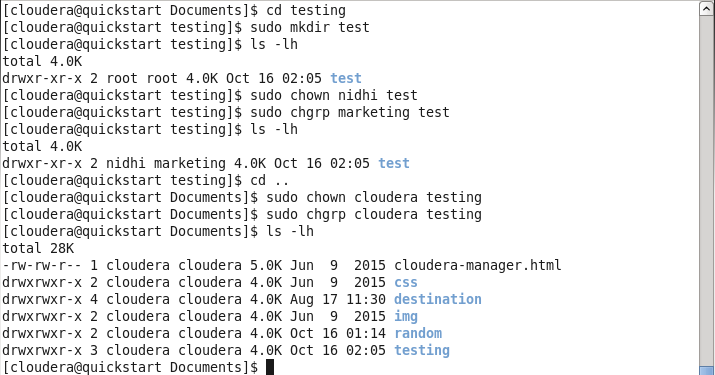 [cloudera@quickstart Documents]$ cd testing
[cloudera@quickstart testing]$ sudo mkdir test
[cloudera@quickstart testing]$ ls -lh
total 4.0K
drwxr-xr-x 2 root root 4.0K Oct 16 02:05 test
[cloudera@quickstart testing]$ sudo chown nidhi test
[cloudera@quickstart testing]$ sudo chgrp marketing test
[cloudera@quickstart testing]$ ls -lh
total 4.0K
drwxr-xr-x 2 nidhi marketing 4.0K Oct 16 02:05 test
[cloudera@quickstart testing]$ cd ..
[cloudera@quickstart Documents]$ sudo chown cloudera testing
[cloudera@quickstart Documents]$ sudo chgrp cloudera testing
[cloudera@quickstart Documents]$ ls -lh
total 28K
-rw-rw-r-- 1 cloudera cloudera 5.0K Jun  9  2015 cloudera-manager.html
drwxrwxr-x 2 cloudera cloudera 4.0K Jun  9  2015 css
drwxrwxr-x 4 cloudera cloudera 4.0K Aug 17 11:30 destination
drwxrwxr-x 2 cloudera cloudera 4.0K Jun  9  2015 img
drwxrwxr-x 2 cloudera cloudera 4.0K Oct 16 01:14 random
drwxrwxr-x 3 cloudera cloudera 4.0K Oct 16 02:05 testing
[cloudera@quickstart Documents]$